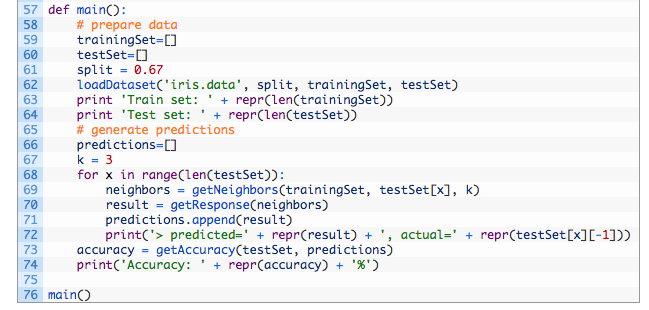 57 def main():
58     # prepare data
59     trainingSet=[]
60     testSet=[]
61     split = 0.67
62     loadDataset('iris.data', split, trainingSet, testSet)
63     print 'Train set: ' + repr(len(trainingSet))
64     print 'Test set: ' + repr(len(testSet))
65     # generate predictions
66     predictions=[]
67     k = 3
68     for x in range(len(testSet)):
69         neighbors = getNeighbors(trainingSet, testSet[x], k)
70         result = getResponse(neighbors)
71         predictions.append(result)
72         print('> predicted=' + repr(result) + ', actual=' + repr(testSet[x][-1]))
73     accuracy = getAccuracy(testSet, predictions)
74     print('Accuracy: ' + repr(accuracy) + '%')
75
76 main()